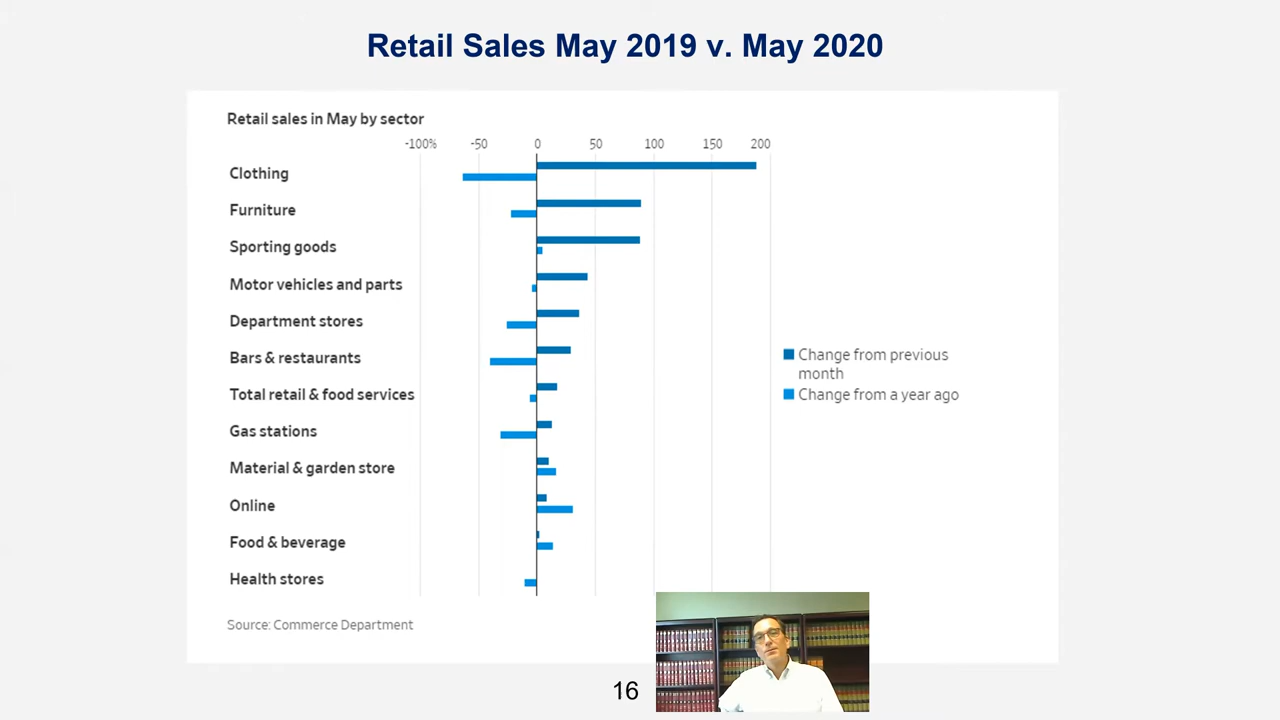 Retail Sales May 2019 v. May 2020
Retail sales in May by sector
-100% -50 0 50 100 150 200
Clothing
Furniture
Sporting goods
Motor vehicles and parts
Department stores
Bars & restaurants
Change from previous
month
Total retail & food services
Change from a year ago
Gas stations
Material & garden store
Online
Food & beverage
Health stores
Source: Commerce Department
16